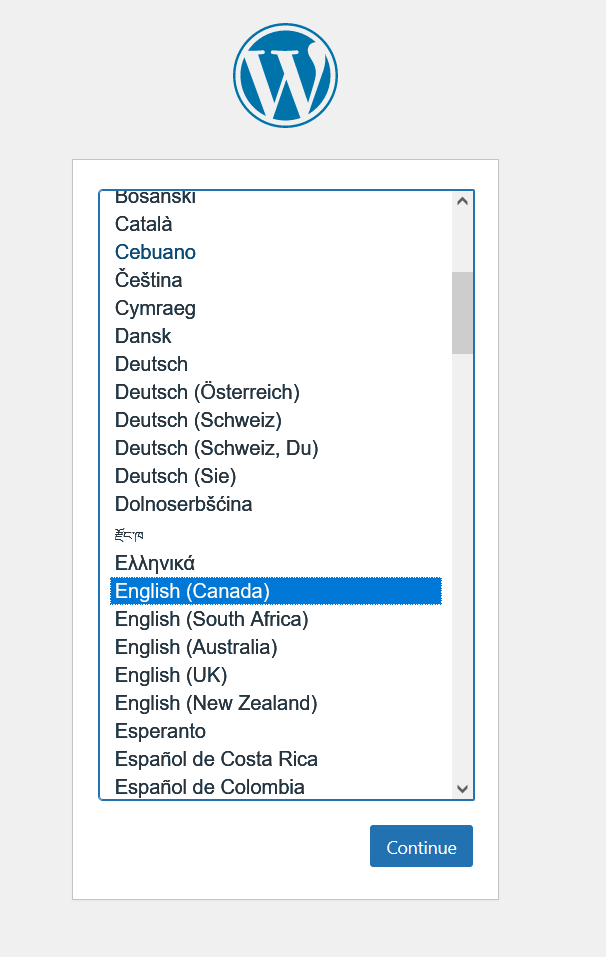 Bosanski
Català
Cebuano
Čeština
Cymraeg
Dansk
Deutsch
Deutsch (Österreich)
Deutsch (Schweiz)
Deutsch (Schweiz, Du)
Deutsch (Sie)
Dolnoserbšćina
རྫོང་ཁ
Ελληνικά
English (Canada)
English (South Africa)
English (Australia)
English (UK)
English (New Zealand)
Esperanto
Español de Costa Rica
Español de Colombia
Continue